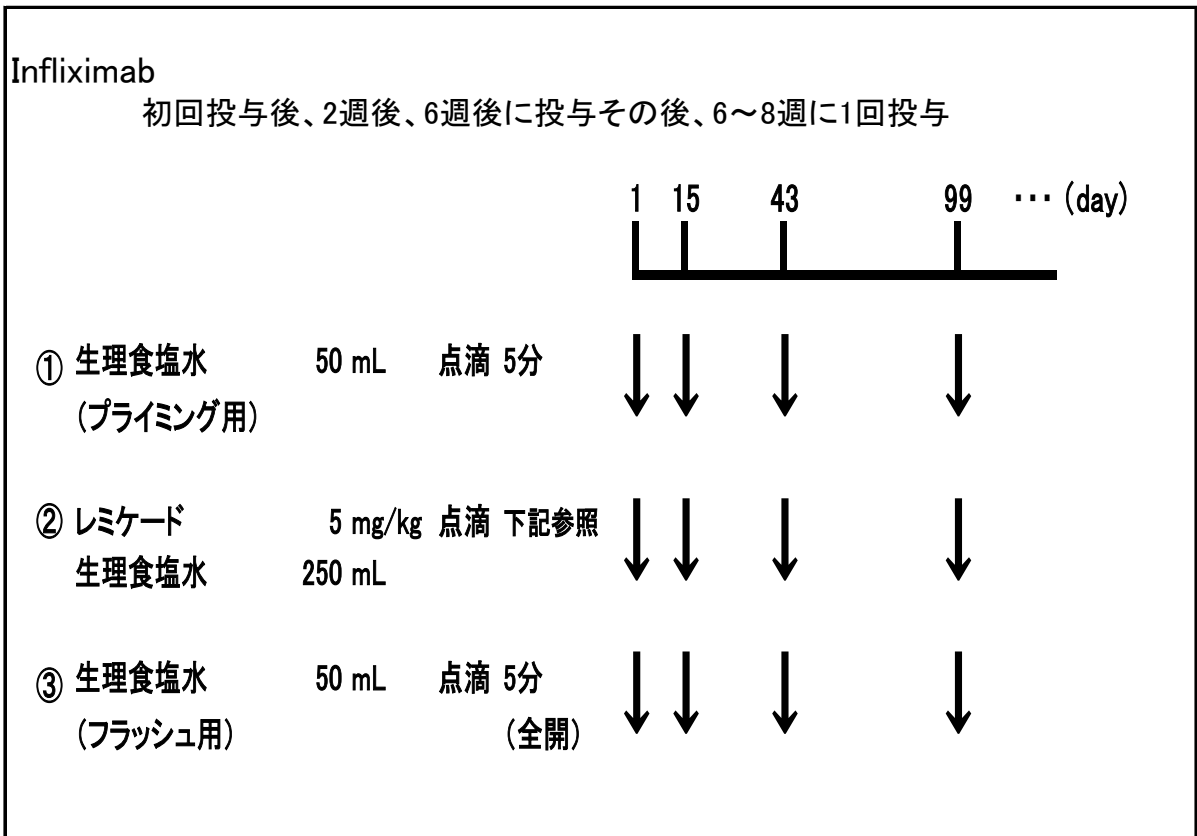 Infliximab
初回投与後、2週後、6週後に投与その後、6～8週に1回投与
1 15 43 99 ･･･ (day)
① 生理食塩水 50 mL 点滴 5分
(プライミング用)
② レミケード 5 mg/kg 点滴 下記参照
生理食塩水 250 mL
③ 生理食塩水 50 mL 点滴 5分
(フラッシュ用) (全開)